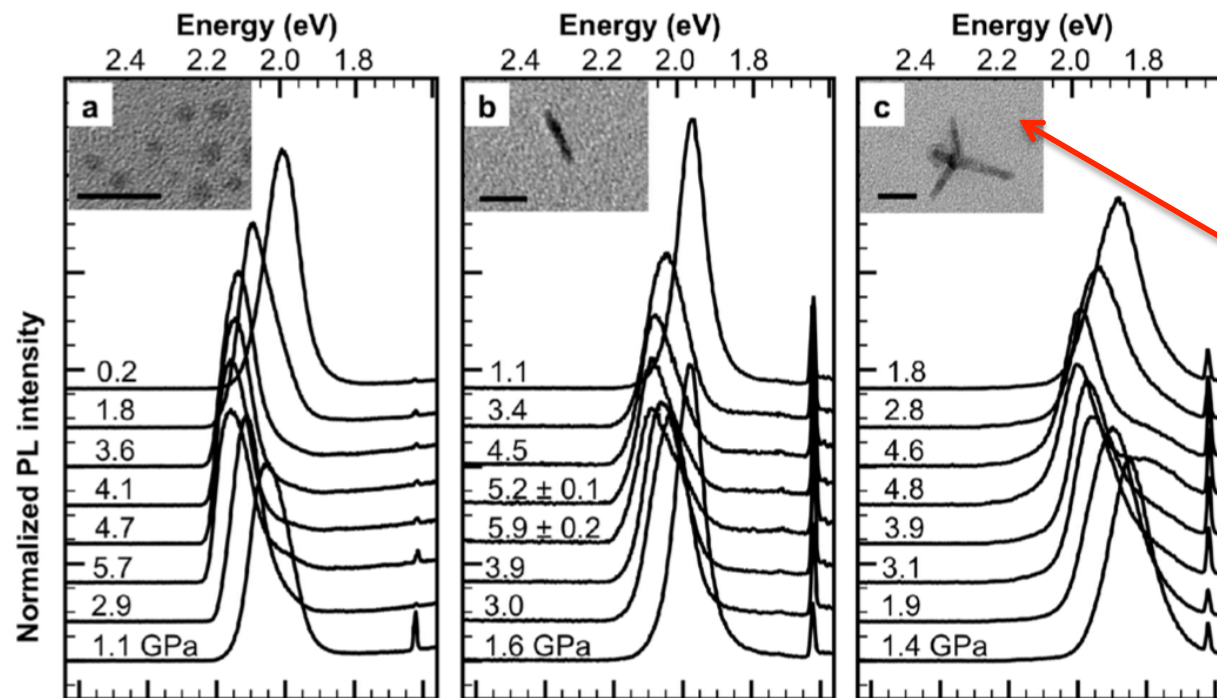 Energy (eV)
2.4 2.2 2.0 1.8
Energy (eV)
2.4 2.2 2.0 1.8
Energy (eV)
2.4 2.2 2.0 1.8
Normalized PL intensity
a
0.2
1.8
3.6
4.1
4.7
5.7
2.9
1.1 GPa
b
1.1
3.4
4.5
5.2 ± 0.1
5.9 ± 0.2
3.9
3.0
1.6 GPa
c
1.8
2.8
4.6
4.8
3.9
3.1
1.9
1.4 GPa